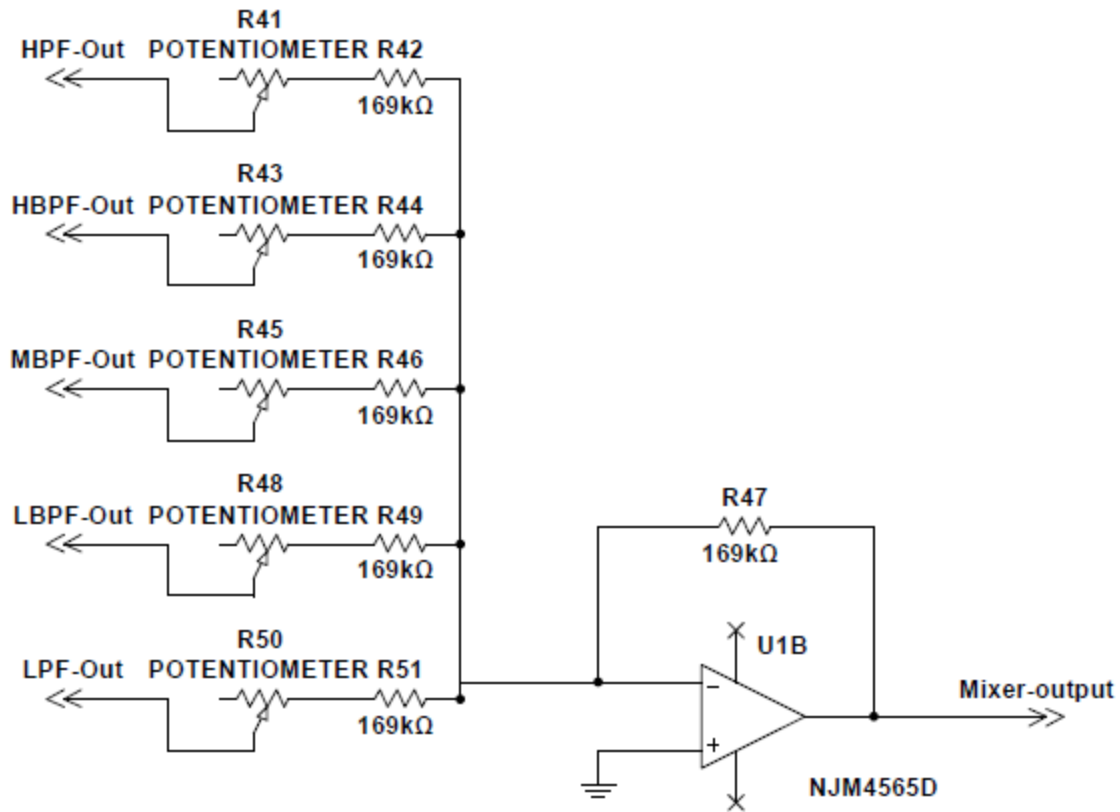 R41
HPF-Out POTENTIOMETER R42
169kΩ
R43
HBPF-Out POTENTIOMETER R44
169kΩ
R45
MBPF-Out POTENTIOMETER R46
169kΩ
R48
LBPF-Out POTENTIOMETER R49
169kΩ
R47
169kΩ
R50
LPF-Out POTENTIOMETER R51
169kΩ
U1B
Mixer-output
NJM4565D